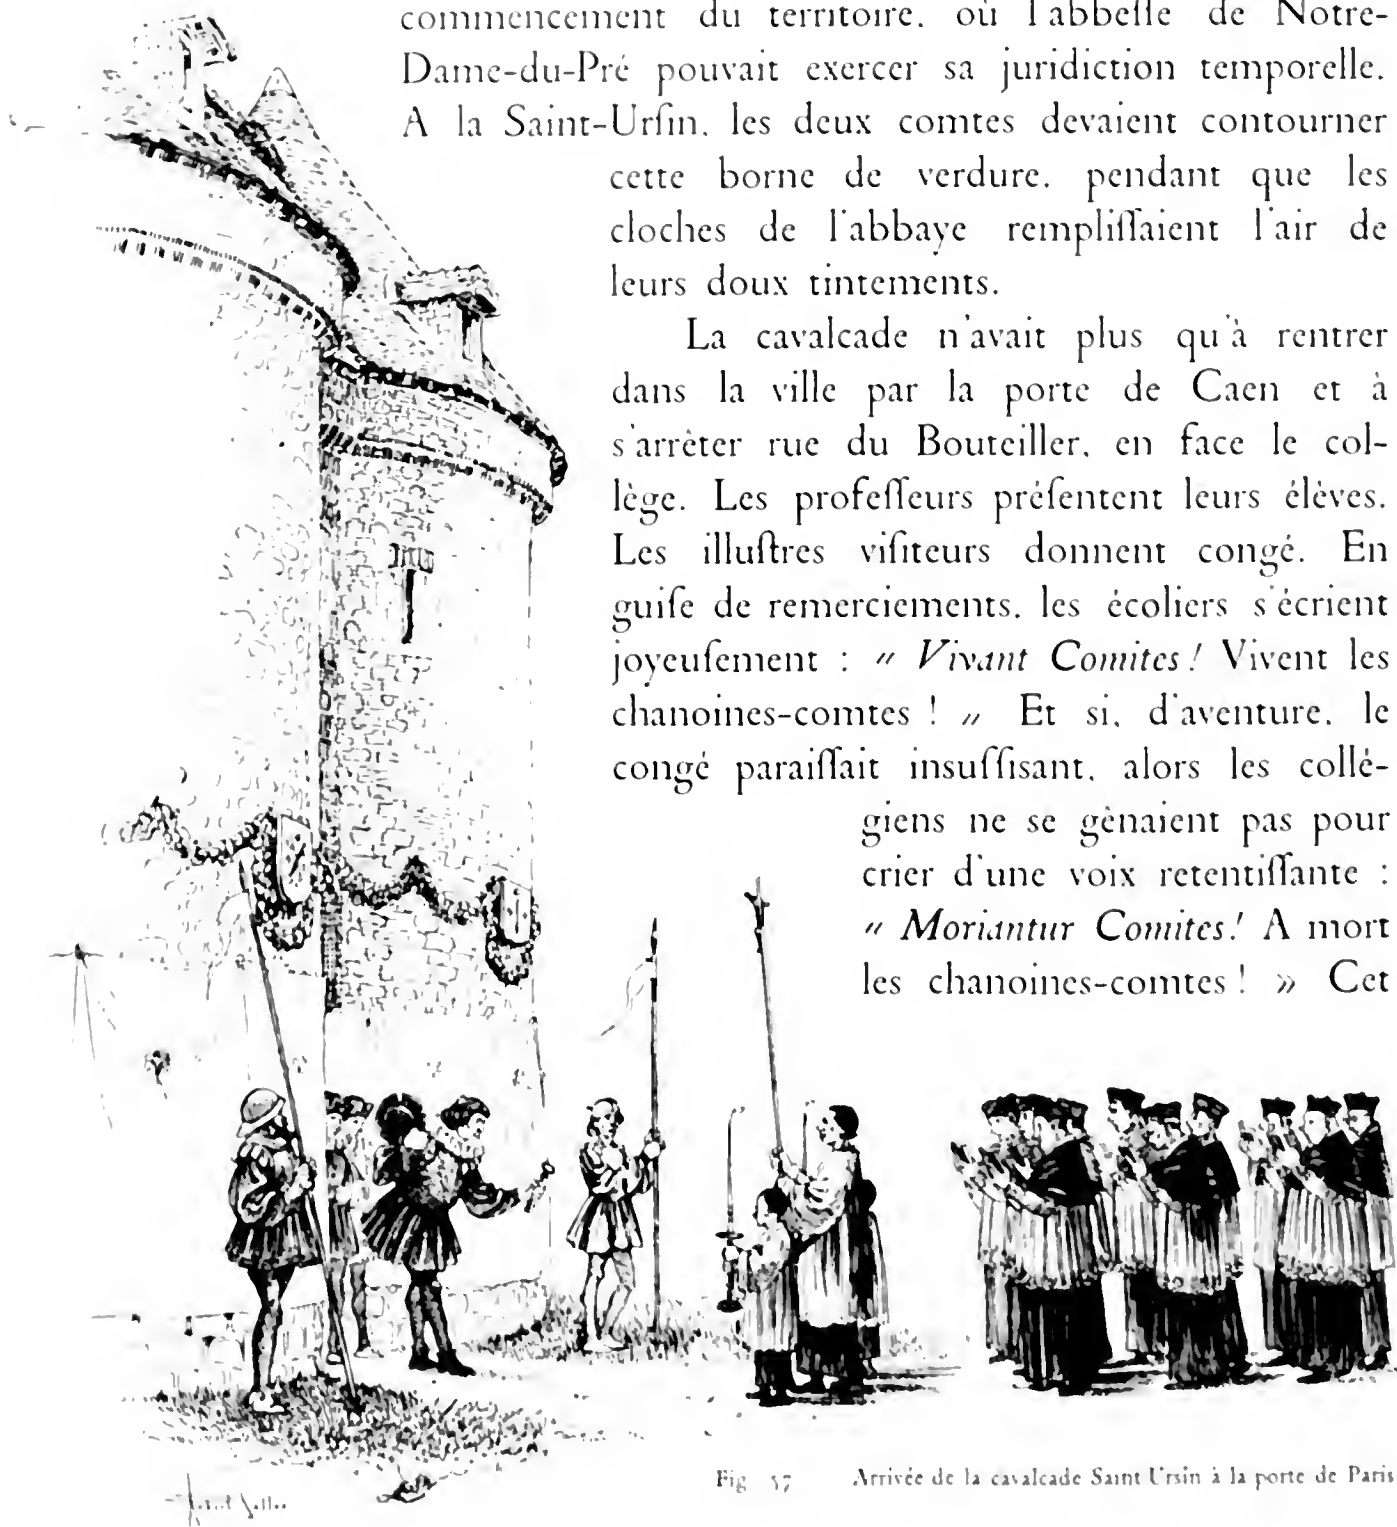 commencement du territoire, où l'abbeſſe de Notre-
Dame-du-Pré pouvait exercer sa juridiction temporelle.
A la Saint-Urſin, les deux comtes devaient contourner
cette borne de verdure, pendant que les
cloches de l'abbaye rempliſſaient l'air de
leurs doux tintements.
La cavalcade n'avait plus qu'à rentrer
dans la ville par la porte de Caen et à
s'arrêter rue du Bouteiller, en face le col-
lège. Les profeſſeurs préſentent leurs élèves.
Les illuſtres viſiteurs donnent congé. En
guiſe de remerciements, les écoliers s'écrient
joyeuſement : « Vivant Comites! Vivent les
chanoines-comtes ! » Et si, d'aventure, le
congé paraiſſait inſuffiſant, alors les collé-
giens ne se gênaient pas pour
crier d'une voix retentiſſante :
« Moriantur Comites! A mort
les chanoines-comtes ! » Cet
Fig 57 Arrivée de la cavalcade Saint Ursin à la porte de Paris